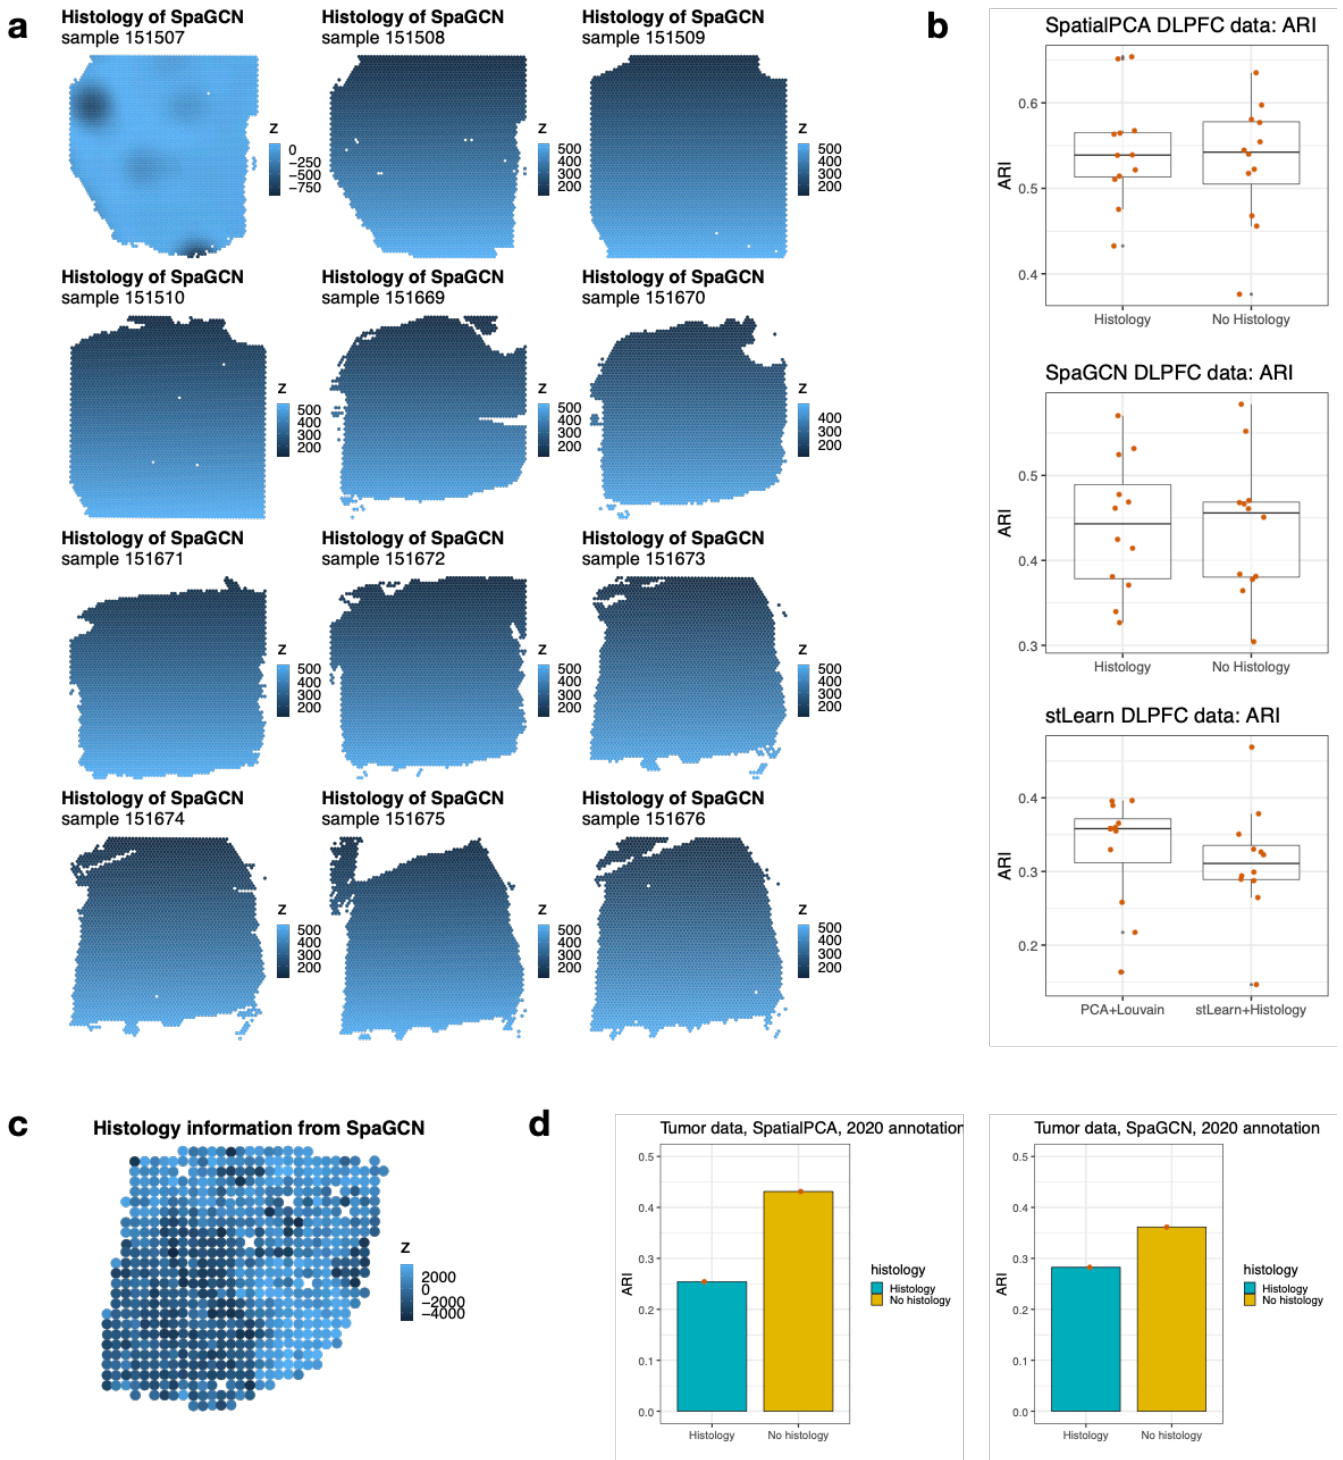 a
Histology of SpaGCN
sample 151507
Z
0
−250
−500
−750
Histology of SpaGCN
sample 151508
Z
500
400
300
200
Histology of SpaGCN
sample 151509
Z
500
400
300
200
Histology of SpaGCN
sample 151510
Z
500
400
300
200
Histology of SpaGCN
sample 151669
Z
500
400
300
200
Histology of SpaGCN
sample 151670
Z
400
300
200
Histology of SpaGCN
sample 151671
Z
500
400
300
200
Histology of SpaGCN
sample 151672
Z
500
400
300
200
Histology of SpaGCN
sample 151673
Z
500
400
300
200
Histology of SpaGCN
sample 151674
Z
500
400
300
200
Histology of SpaGCN
sample 151675
Z
500
400
300
200
Histology of SpaGCN
sample 151676
Z
500
400
300
200
b
SpatialPCA DLPFC data: ARI
ARI
0.6
0.5
0.4
Histology
No Histology
SpaGCN DLPFC data: ARI
ARI
0.5
0.4
0.3
Histology
No Histology
stLearn DLPFC data: ARI
ARI
0.4
0.3
0.2
PCA+Louvain
stLearn+Histology
c
Histology information from SpaGCN
Z
2000
0
−2000
−4000
d
Tumor data, SpatialPCA, 2020 annotation
ARI
0.5
0.4
0.3
0.2
0.1
0.0
Histology
No histology
histology
Histology
No histology
Tumor data, SpaGCN, 2020 annotation
ARI
0.5
0.4
0.3
0.2
0.1
0.0
Histology
No histology
histology
Histology
No histology